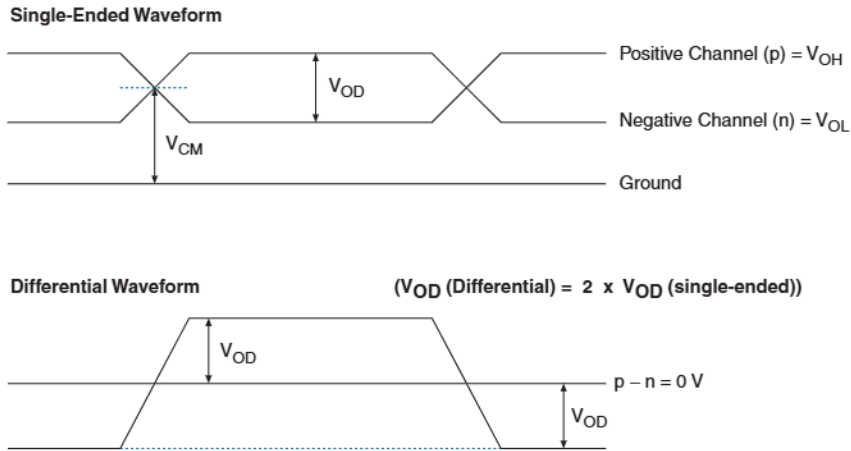 Single-Ended Waveform
Positive Channel (p) = VOH
VOD
Negative Channel (n) = VOL
VCM
Ground
Differential Waveform
(VOD (Differential) = 2 x VOD (single-ended))
VOD
p – n = 0 V
VOD